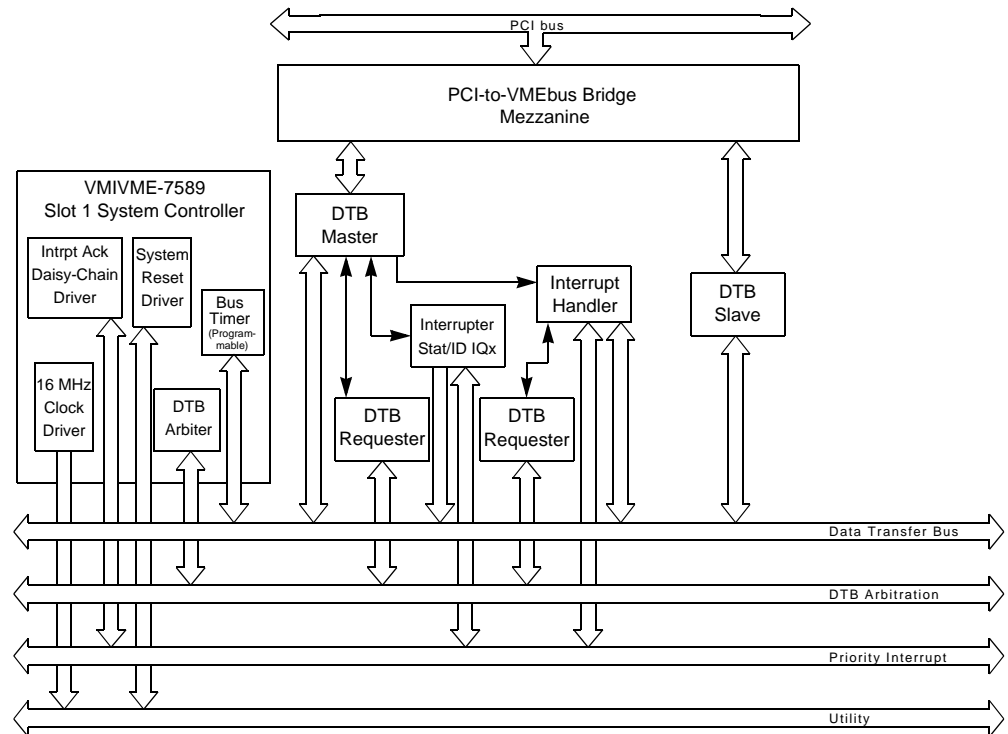 PCI bus
PCI-to-VMEbus Bridge
Mezzanine
VMIVME-7589
Slot 1 System Controller
Intrpt Ack
Daisy-Chain
Driver
System
Reset
Driver
Bus
Timer
(Program-
mable)
16 MHz
Clock
Driver
DTB
Arbiter
DTB
Master
Interrupter
Stat/ID IQx
Interrupt
Handler
DTB
Slave
DTB
Requester
DTB
Requester
Data Transfer Bus
DTB Arbitration
Priority Interrupt
Utility